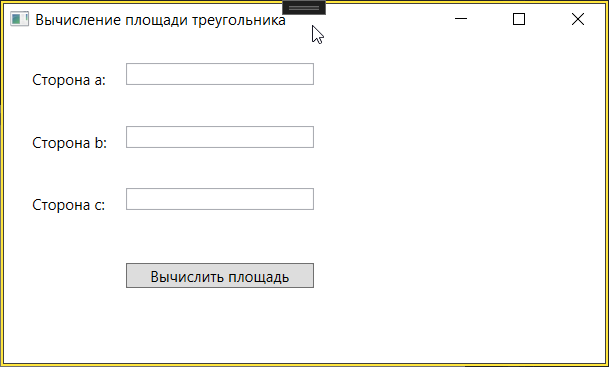 Вычисление площади треугольника
Сторона a:
Сторона b:
Сторона c:
Вычислить площадь